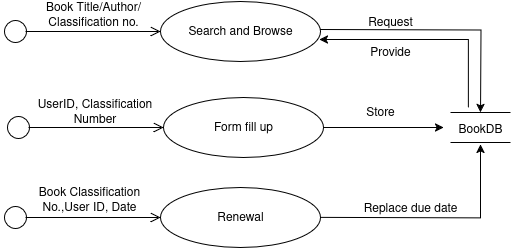 Book Title/Author/
Classification no.
Search and Browse
Request
Provide
UserID, Classification
Number
Form fill up
Store
BookDB
Book Classification
No.,User ID, Date
Renewal
Replace due date